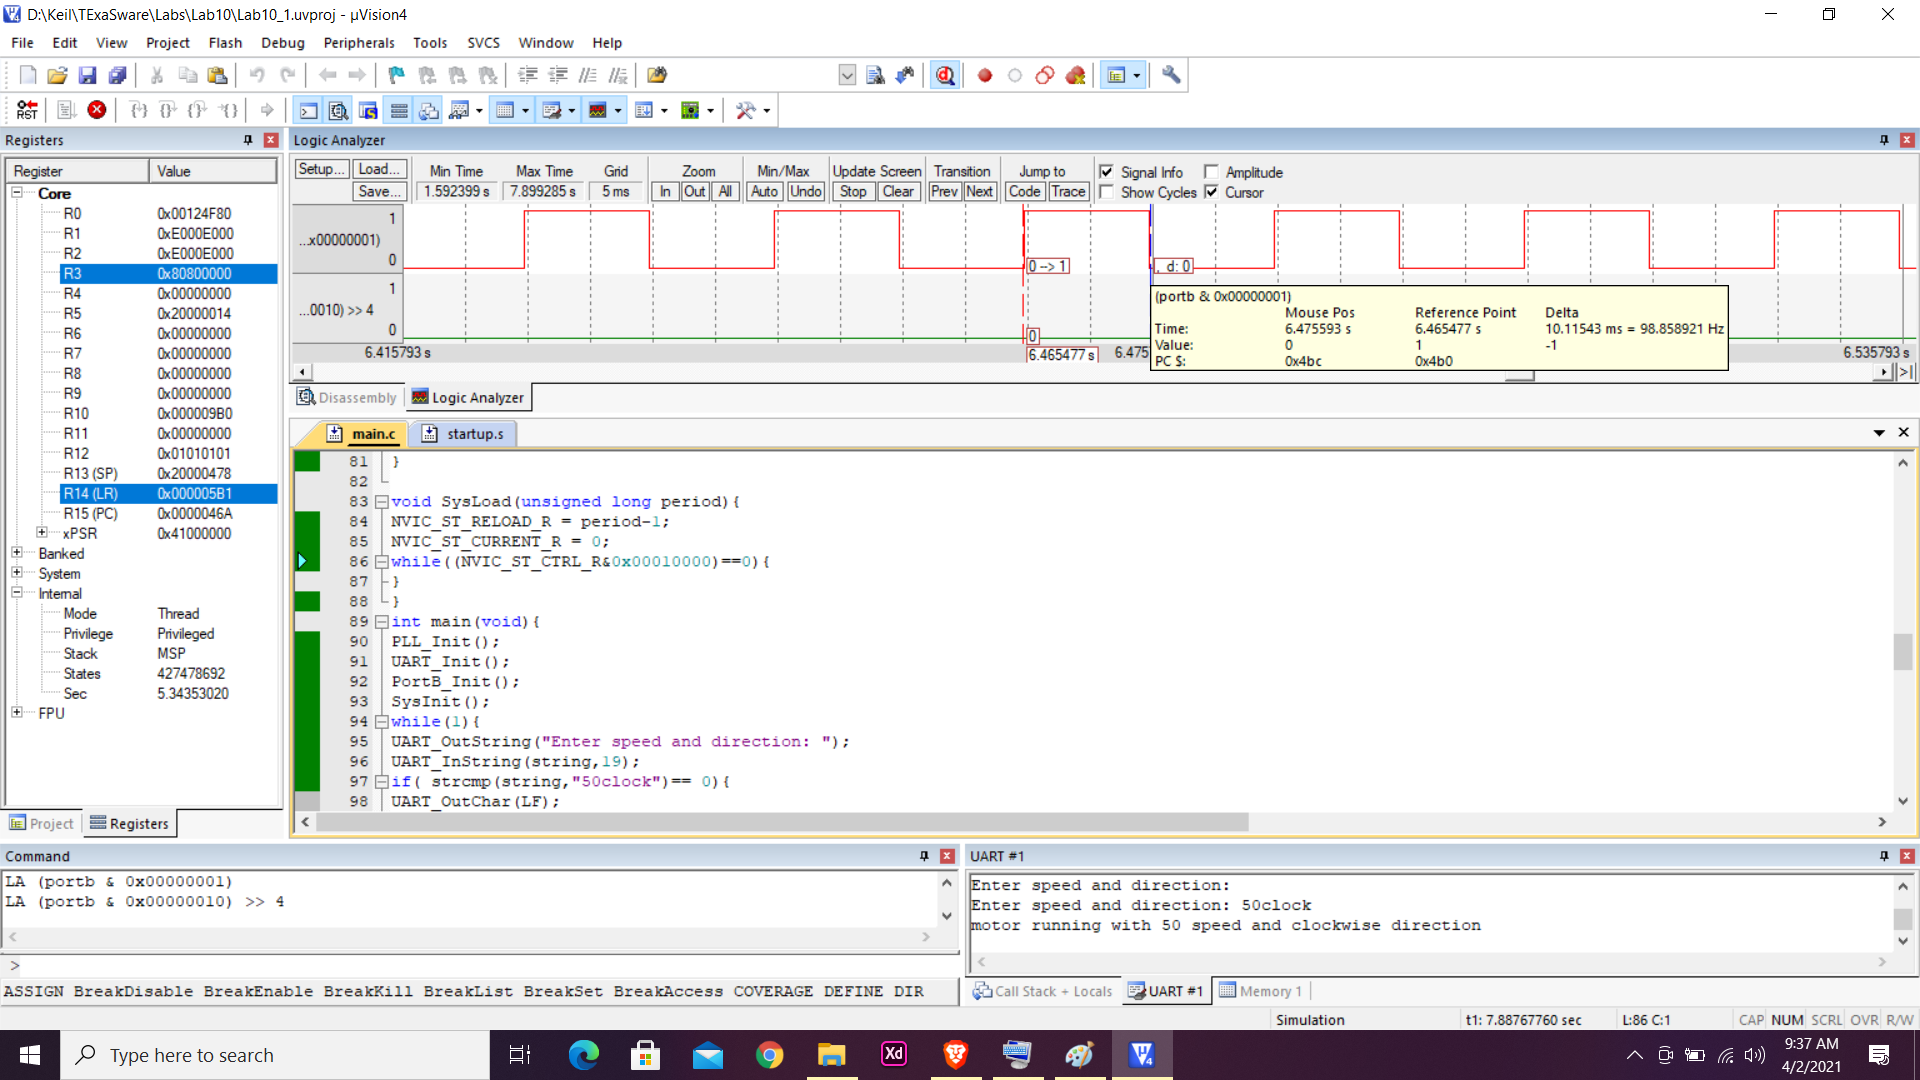 D:\Keil\TExaSware\Labs\Lab10\Lab10_1.uvproj - µVision4
File Edit View Project Flash Debug Peripherals Tools SVCS Window Help
RST
Registers
Register Value
Core
R0 0x00124F80
R1 0xE000E000
R2 0xE000E000
R3 0x80800000
R4 0x00000000
R5 0x20000014
R6 0x00000000
R7 0x00000000
R8 0x00000000
R9 0x00000000
R10 0x000009B0
R11 0x00000000
R12 0x01010101
R13 (SP) 0x20000478
R14 (LR) 0x000005B1
R15 (PC) 0x0000046A
xPSR 0x41000000
Banked
System
Internal
Mode Thread
Privilege Privileged
Stack MSP
States 427478692
Sec 5.34353020
FPU
Project Registers
Logic Analyzer
Setup... Load... Min Time Max Time Grid Zoom Min/Max Update Screen Transition Jump to Signal Info Amplitude
Save... 1.592399 s 7.899285 s 5 ms In Out All Auto Undo Stop Clear Prev Next Code Trace Show Cycles Cursor
1
...x00000001)
0
0 --> 1 , d: 0
1
...0010) >> 4
0
0
6.415793 s 6.465477 s 6.475 6.535793 s
(portb & 0x00000001)
Mouse Pos Reference Point Delta
Time: 6.475593 s 6.465477 s 10.11543 ms = 98.858921 Hz
Value: 0 1 -1
PC $: 0x4bc 0x4b0
Disassembly Logic Analyzer
main.c startup.s
81 }
82
83 void SysLoad(unsigned long period){
84 NVIC_ST_RELOAD_R = period-1;
85 NVIC_ST_CURRENT_R = 0;
86 while((NVIC_ST_CTRL_R&0x00010000)==0){
87 }
88 }
89 int main(void){
90 PLL_Init();
91 UART_Init();
92 PortB_Init();
93 SysInit();
94 while(1){
95 UART_OutString("Enter speed and direction: ");
96 UART_InString(string,19);
97 if( strcmp(string,"50clock")== 0){
98 UART_OutChar(LF);
Command
LA (portb & 0x00000001)
LA (portb & 0x00000010) >> 4
>
ASSIGN BreakDisable BreakEnable BreakKill BreakList BreakSet BreakAccess COVERAGE DEFINE DIR
UART #1
Enter speed and direction:
Enter speed and direction: 50clock
motor running with 50 speed and clockwise direction
Call Stack + Locals UART #1 Memory 1
Simulation t1: 7.88767760 sec L:86 C:1 CAP NUM SCRL OVR R/W
Type here to search
Xd
9:37 AM
4/2/2021